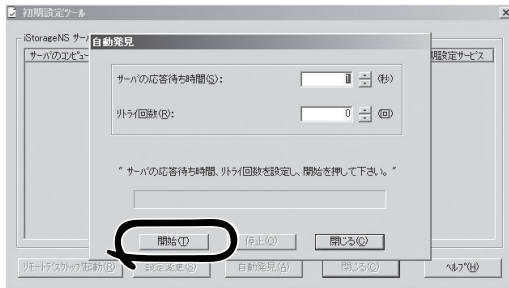 初期設定ツール
iStorageNS サー
サーバのコンピュー
期設定サービス
自動発見
サーバの応答待ち時間(S): 1 (秒)
リトライ回数(R): 0 (回)
"サーバの応答待ち時間、リトライ回数を設定し、開始を押して下さい。"
開始(T) 停止(O) 閉じる(C)
リモートデスクトップ起動(R) 設定変更(S) 自動発見(A) 閉じる(C) ヘルプ(H)